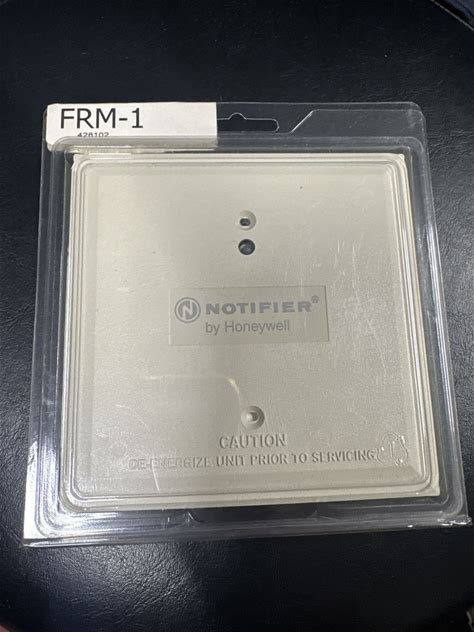 FRM-1
428102
NOTIFIER®
by Honeywell
CAUTION
DE-ENERGIZE UNIT PRIOR TO SERVICING